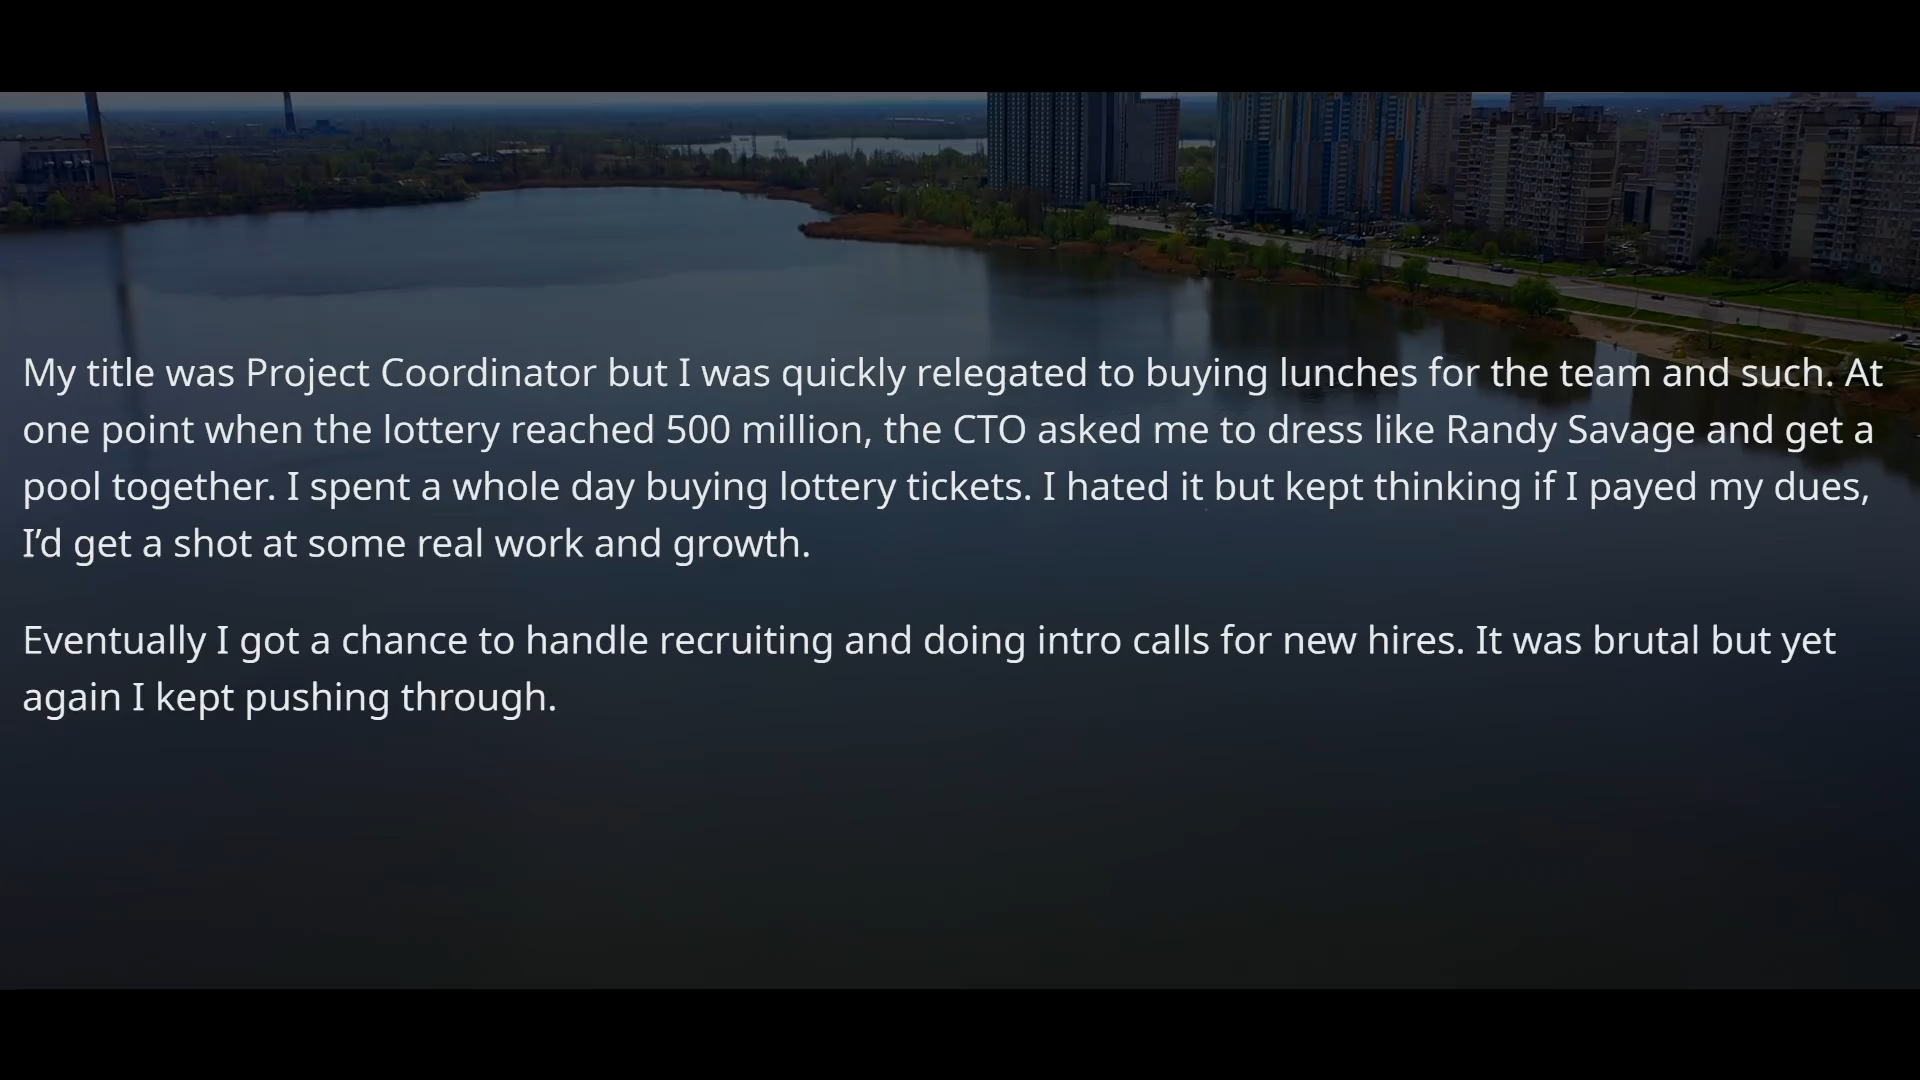 My title was Project Coordinator but I was quickly relegated to buying lunches for the team and such. At
one point when the lottery reached 500 million, the CTO asked me to dress like Randy Savage and get a
pool together. I spent a whole day buying lottery tickets. I hated it but kept thinking if I payed my dues,
I’d get a shot at some real work and growth.
Eventually I got a chance to handle recruiting and doing intro calls for new hires. It was brutal but yet
again I kept pushing through.